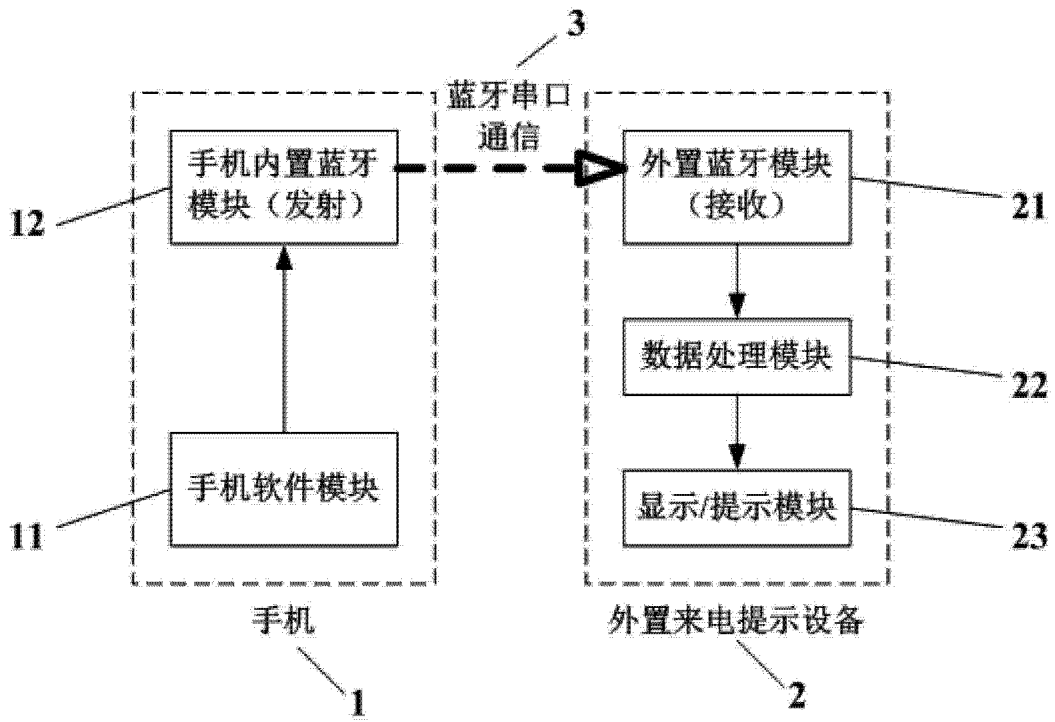 3
蓝牙串口
通信
手机内置蓝牙
模块（发射）
12
外置蓝牙模块
（接收）
21
数据处理模块
22
手机软件模块
11
显示/提示模块
23
手机
1
外置来电提示设备
2